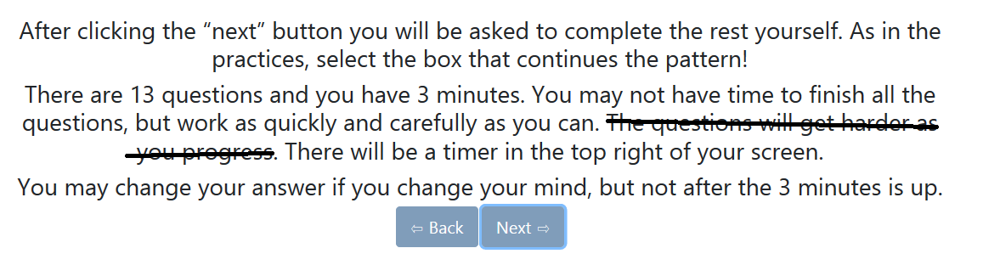 After clicking the “next” button you will be asked to complete the rest yourself. As in the
practices, select the box that continues the pattern!
There are 13 questions and you have 3 minutes. You may not have time to finish all the
questions, but work as quickly and carefully as you can. The questions will get harder as
you progress. There will be a timer in the top right of your screen.
You may change your answer if you change your mind, but not after the 3 minutes is up.
⇦ Back Next ⇨